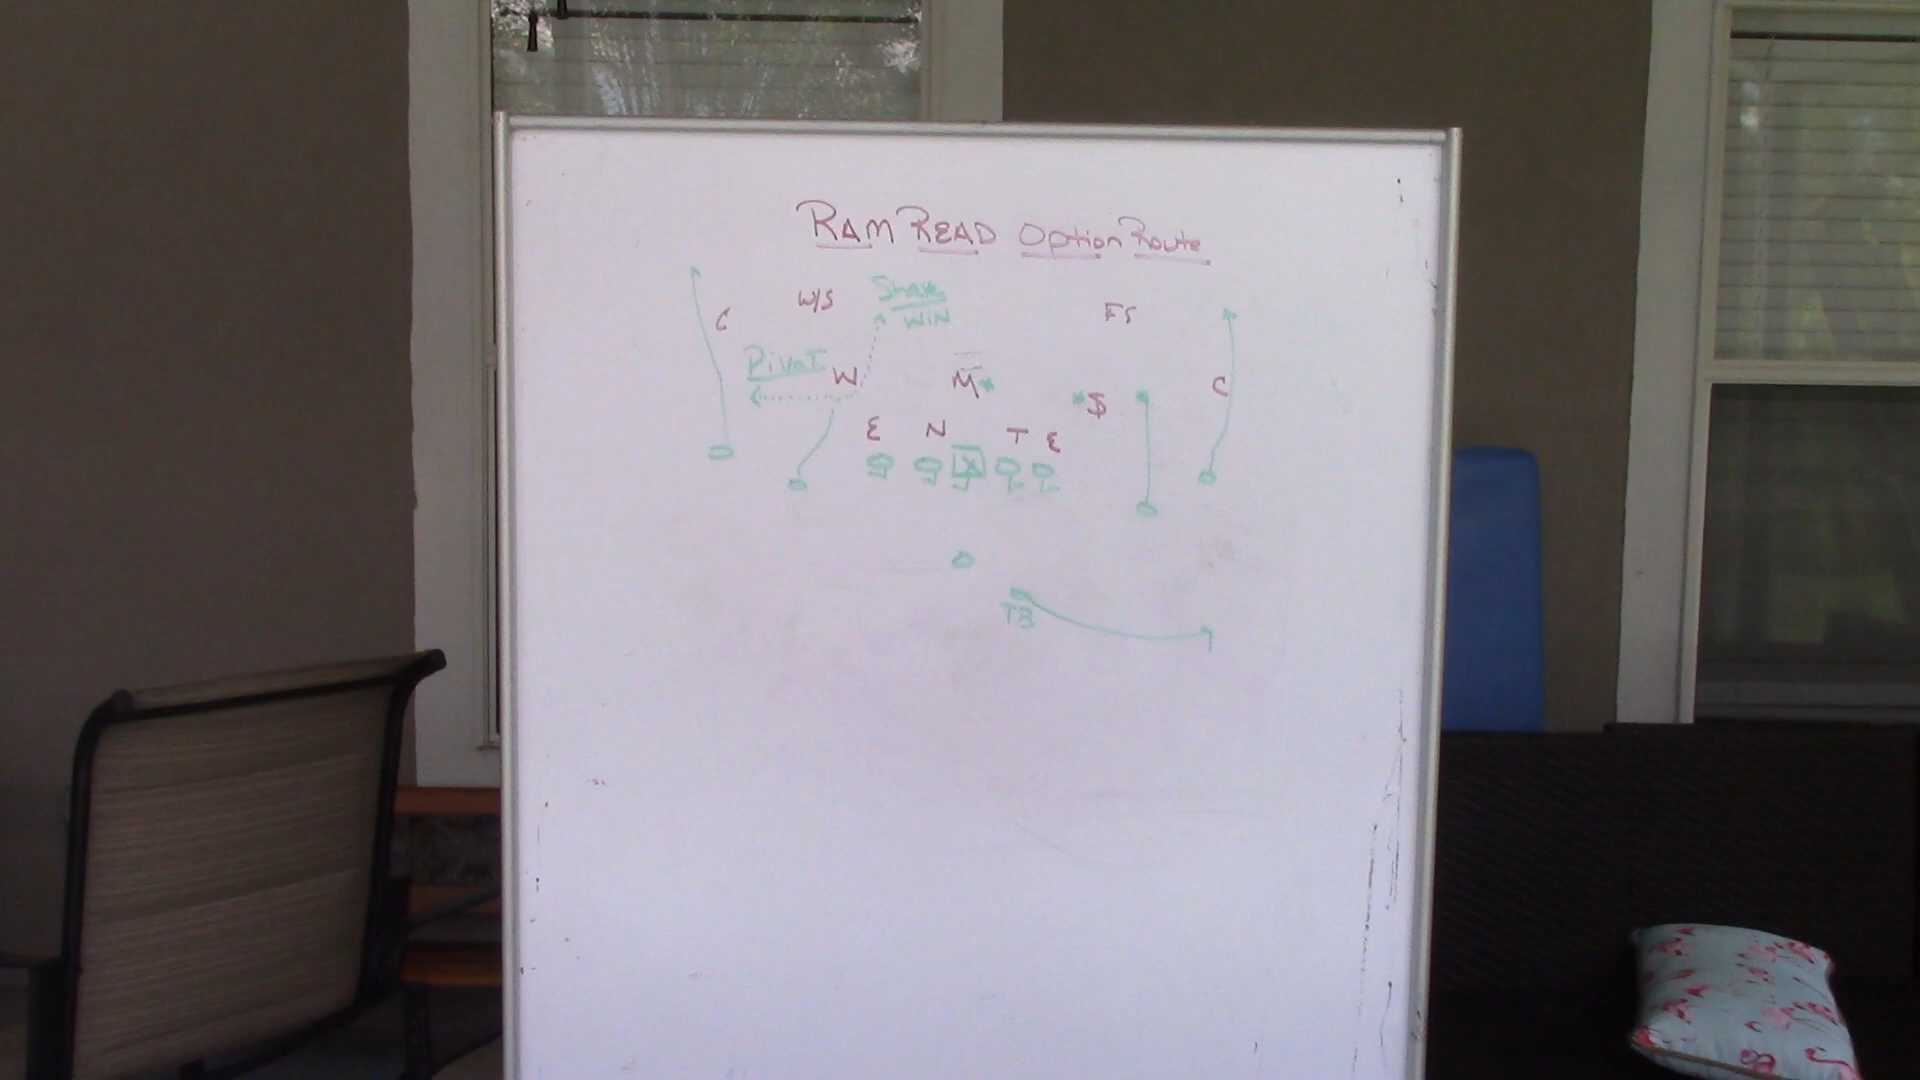 RAM READ Option Route
C W/S Shake FS
WIN
Pivot W M* *$ C
E N T E
X
TB